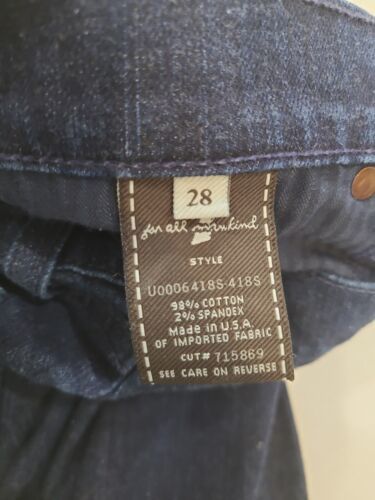 28
for all mankind
7
STYLE
U0006418S-418S
98% COTTON
2% SPANDEX
Made in U.S.A.
OF IMPORTED FABRIC
CUT# 715869
SEE CARE ON REVERSE